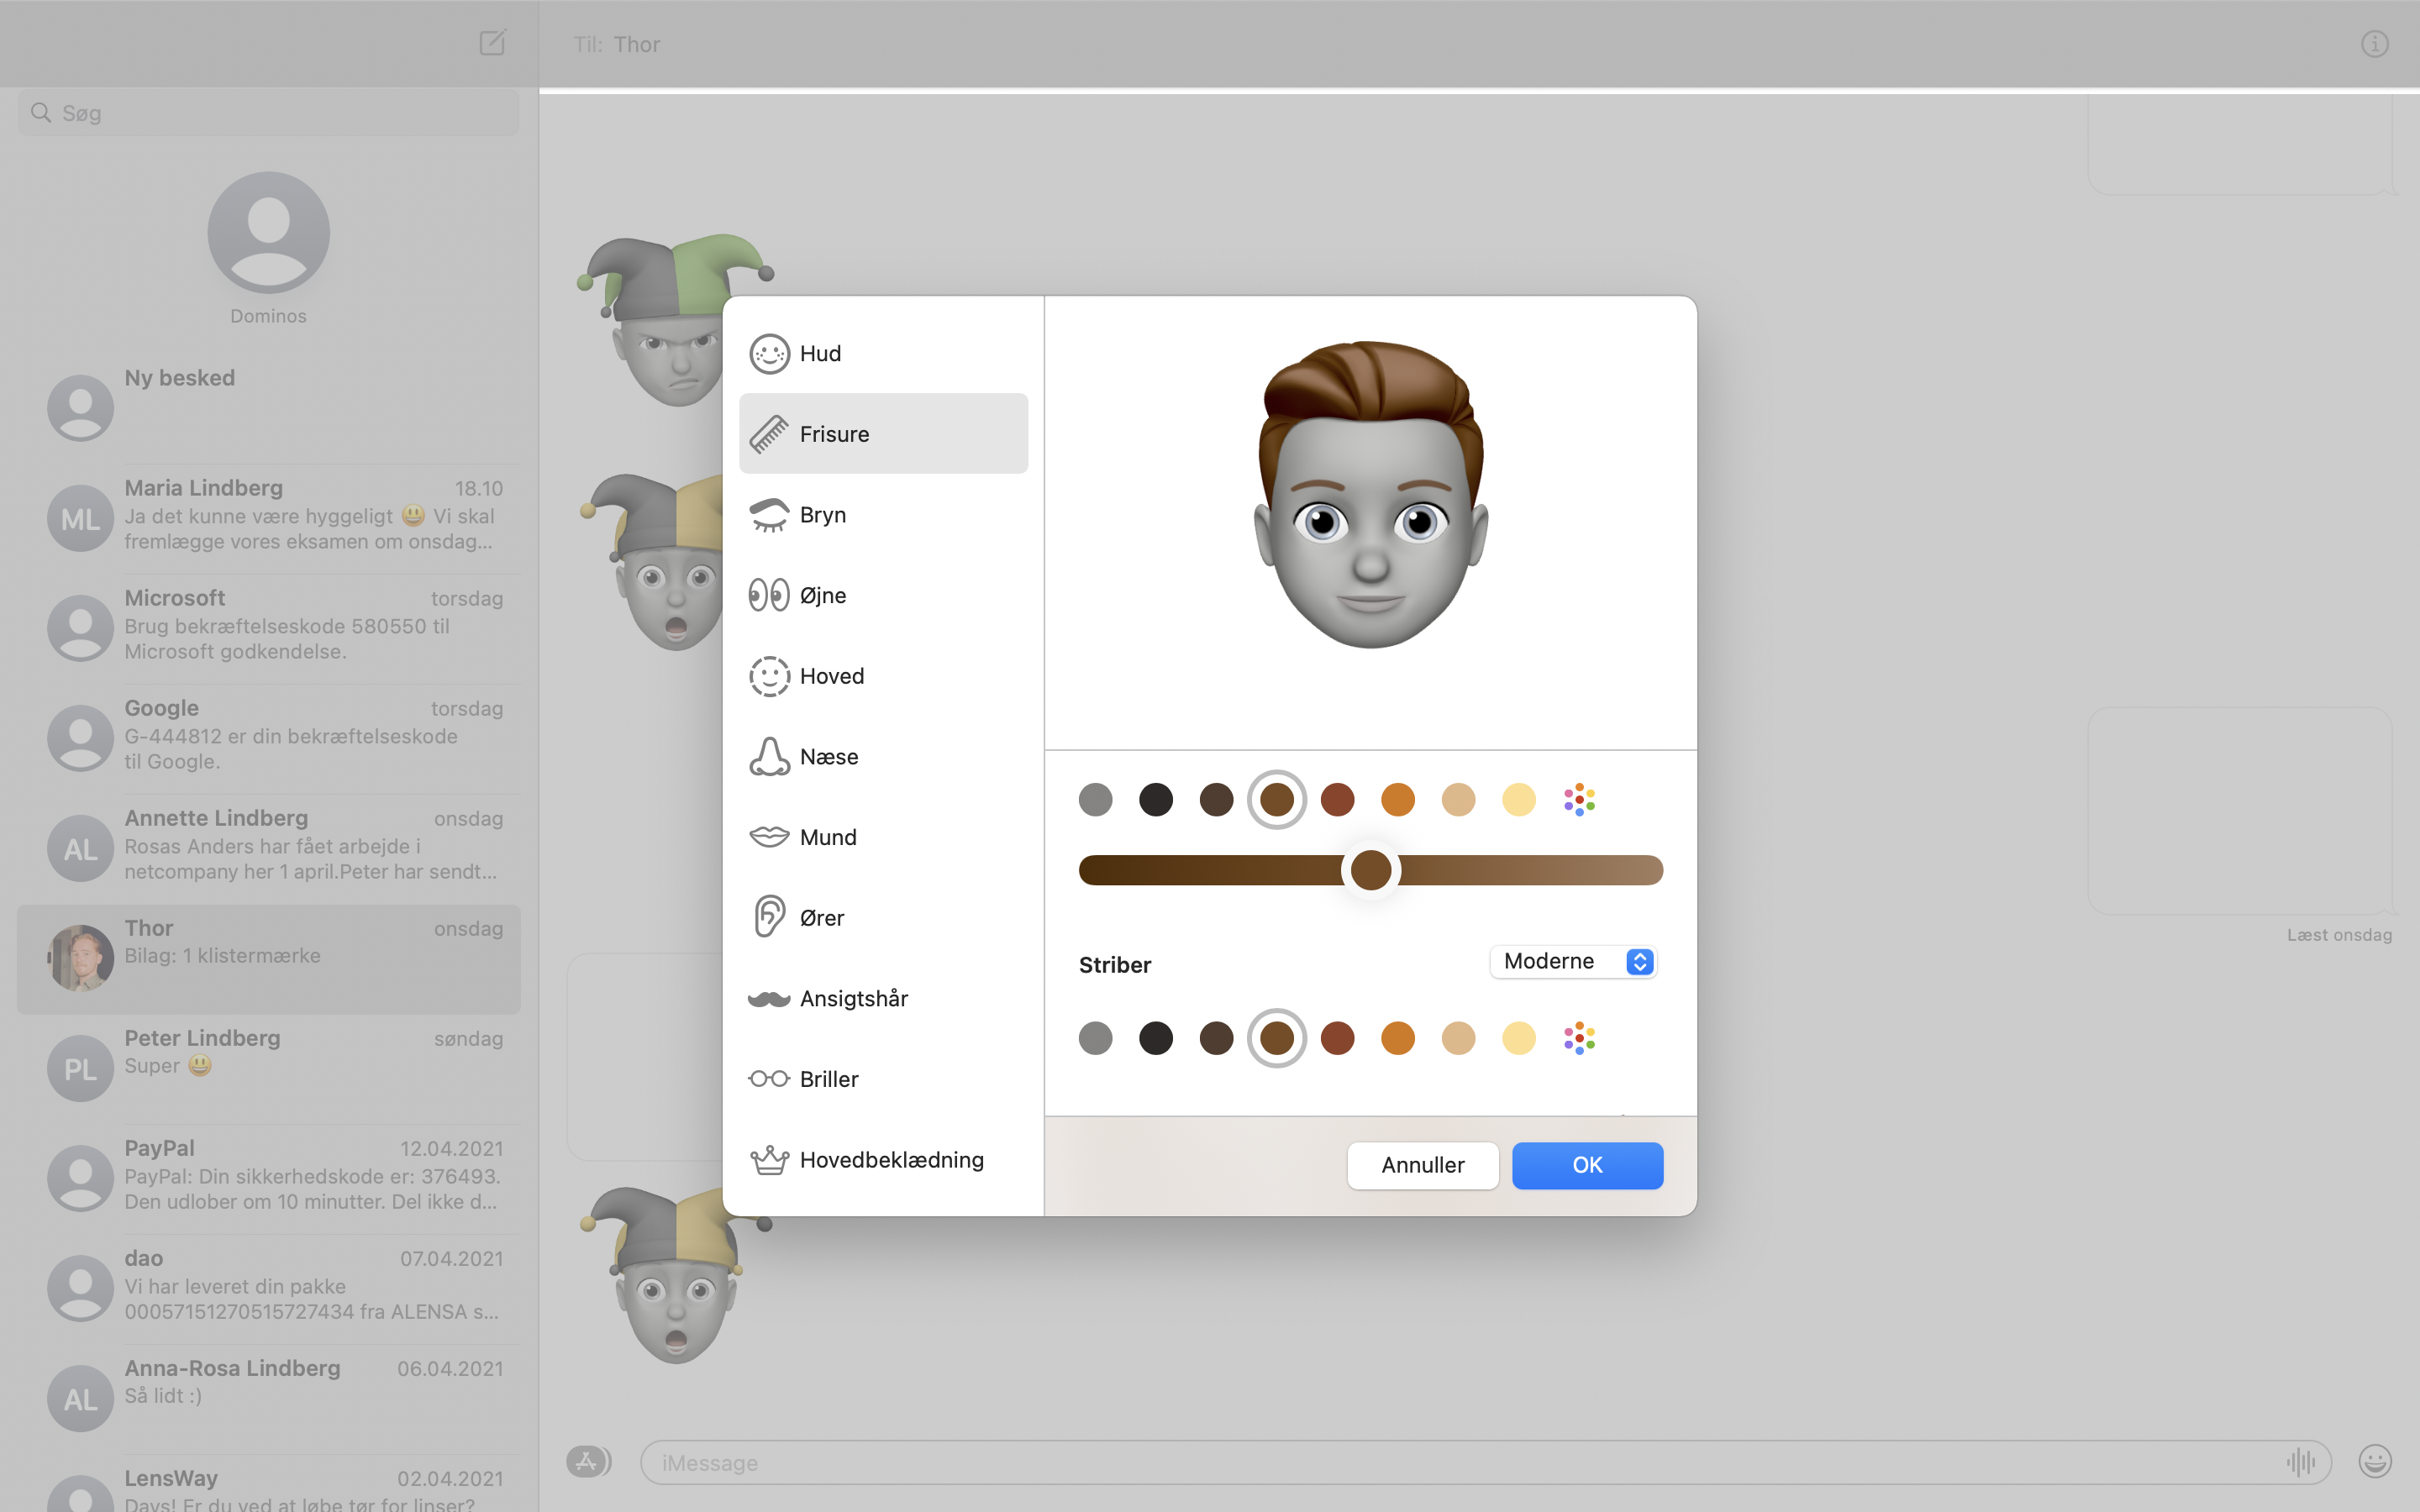 Til: Thor
Søg
Dominos
Ny besked
ML
Maria Lindberg 18.10
Ja det kunne være hyggeligt 😃 Vi skal
fremlægge vores eksamen om onsdag...
Microsoft torsdag
Brug bekræftelseskode 580550 til
Microsoft godkendelse.
Google torsdag
G-444812 er din bekræftelseskode
til Google.
AL
Annette Lindberg onsdag
Rosas Anders har fået arbejde i
netcompany her 1 april.Peter har sendt...
Thor onsdag
Bilag: 1 klistermærke
PL
Peter Lindberg søndag
Super 😃
PayPal 12.04.2021
PayPal: Din sikkerhedskode er: 376493.
Den udlober om 10 minutter. Del ikke d...
dao 07.04.2021
Vi har leveret din pakke
00057151270515727434 fra ALENSA s...
AL
Anna-Rosa Lindberg 06.04.2021
Så lidt :)
LensWay 02.04.2021
Days! Er du ved at løbe tør for linser?
Hud
Frisure
Bryn
Øjne
Hoved
Næse
Mund
Ører
Ansigtshår
Briller
Hovedbeklædning
Striber
Moderne
Annuller
OK
Læst onsdag
iMessage